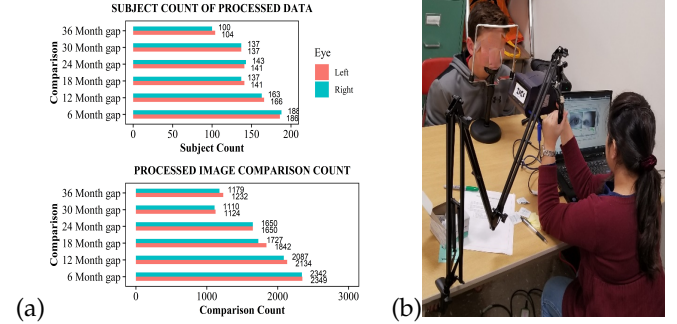 SUBJECT COUNT OF PROCESSED DATA
Comparison
36 Month gap 100 104
30 Month gap 137 137
24 Month gap 143 141
18 Month gap 137 141
12 Month gap 163 166
6 Month gap 188 186
0 50 100 150 200
Subject Count
Eye
Left
Right
PROCESSED IMAGE COMPARISON COUNT
Comparison
36 Month gap 1179 1232
30 Month gap 1110 1124
24 Month gap 1650 1650
18 Month gap 1727 1842
12 Month gap 2087 2134
6 Month gap 2342 2349
0 1000 2000 3000
Comparison Count
(a)
(b)